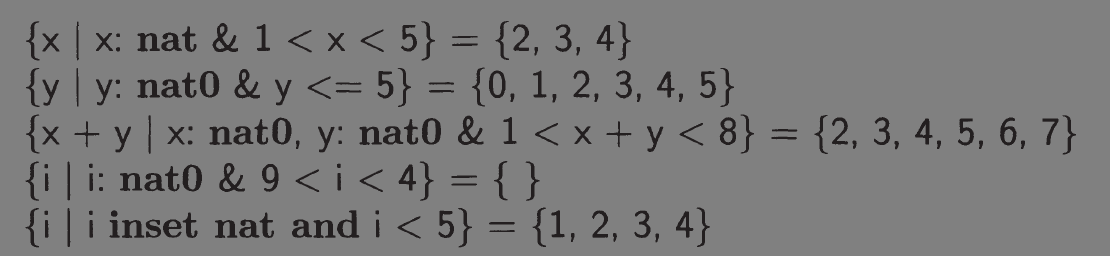 {x | x: nat & 1 < x < 5} = {2, 3, 4}
{y | y: nat0 & y <= 5} = {0, 1, 2, 3, 4, 5}
{x + y | x: nat0, y: nat0 & 1 < x + y < 8} = {2, 3, 4, 5, 6, 7}
{i | i: nat0 & 9 < i < 4} = { }
{i | i inset nat and i < 5} = {1, 2, 3, 4}